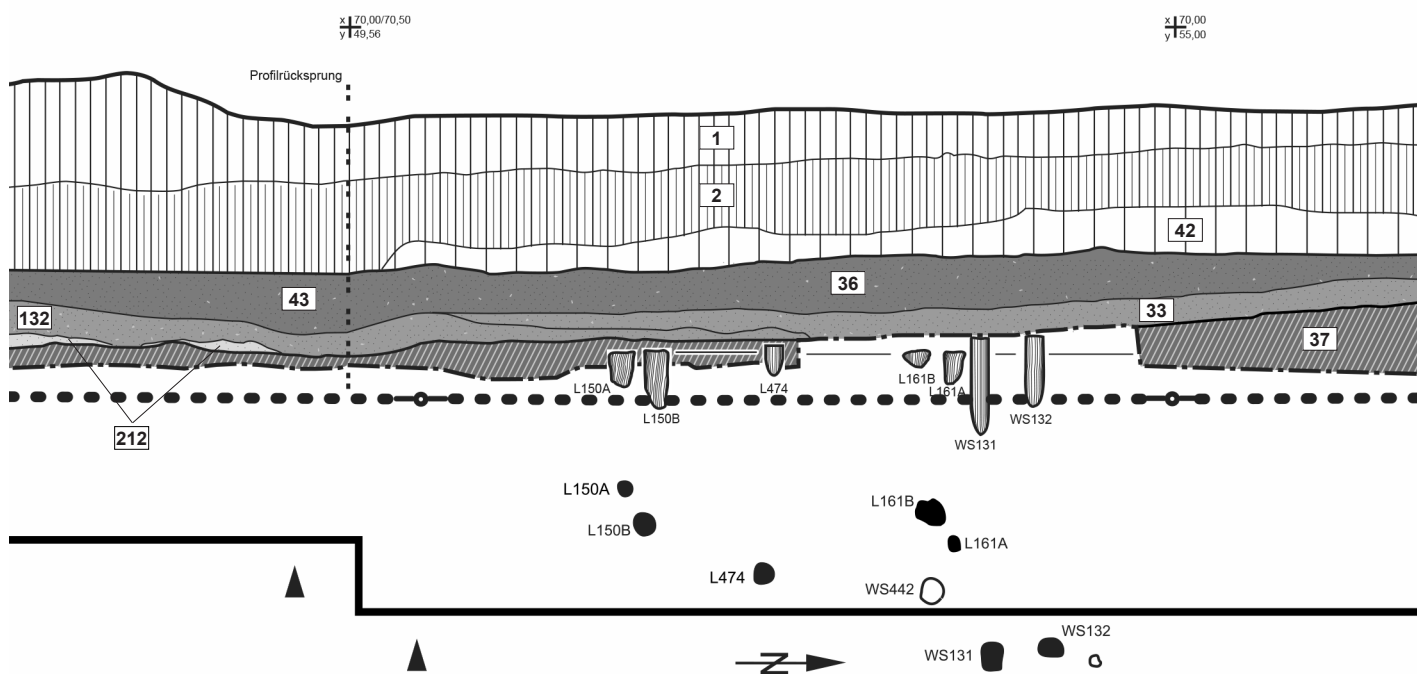 x 70,00/70,50
y 49,56
x 70,00
y 55,00
Profilrücksprung
1
2
42
43
36
132
33
37
L150A
L150B
L474
L161B
L161A
WS131
WS132
212
L150A
L150B
L474
L161B
L161A
WS442
WS131
WS132
N